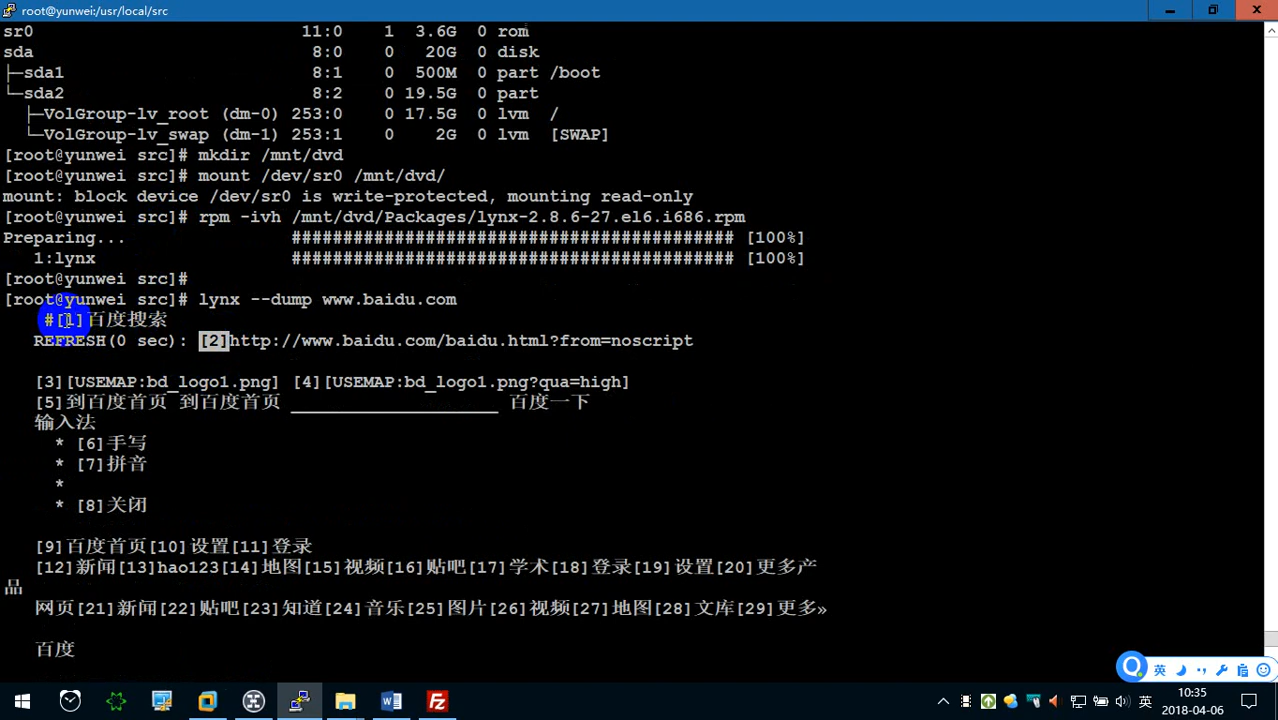 root@yunwei:/usr/local/src
sr0 11:0 1 3.6G 0 rom
sda 8:0 0 20G 0 disk
├─sda1 8:1 0 500M 0 part /boot
└─sda2 8:2 0 19.5G 0 part
├─VolGroup-lv_root (dm-0) 253:0 0 17.5G 0 lvm /
└─VolGroup-lv_swap (dm-1) 253:1 0 2G 0 lvm [SWAP]
[root@yunwei src]# mkdir /mnt/dvd
[root@yunwei src]# mount /dev/sr0 /mnt/dvd/
mount: block device /dev/sr0 is write-protected, mounting read-only
[root@yunwei src]# rpm -ivh /mnt/dvd/Packages/lynx-2.8.6-27.el6.i686.rpm
Preparing... ########################################### [100%]
1:lynx ########################################### [100%]
[root@yunwei src]#
[root@yunwei src]# lynx --dump www.baidu.com
#[1]百度搜索
REFRESH(0 sec): [2]http://www.baidu.com/baidu.html?from=noscript
[3][USEMAP:bd_logo1.png] [4][USEMAP:bd_logo1.png?qua=high]
[5]到百度首页 到百度首页 ____________________ 百度一下
输入法
* [6]手写
* [7]拼音
*
* [8]关闭
[9]百度首页[10]设置[11]登录
[12]新闻[13]hao123[14]地图[15]视频[16]贴吧[17]学术[18]登录[19]设置[20]更多产
品
网页[21]新闻[22]贴吧[23]知道[24]音乐[25]图片[26]视频[27]地图[28]文库[29]更多»
百度
英
英
10:35
2018-04-06